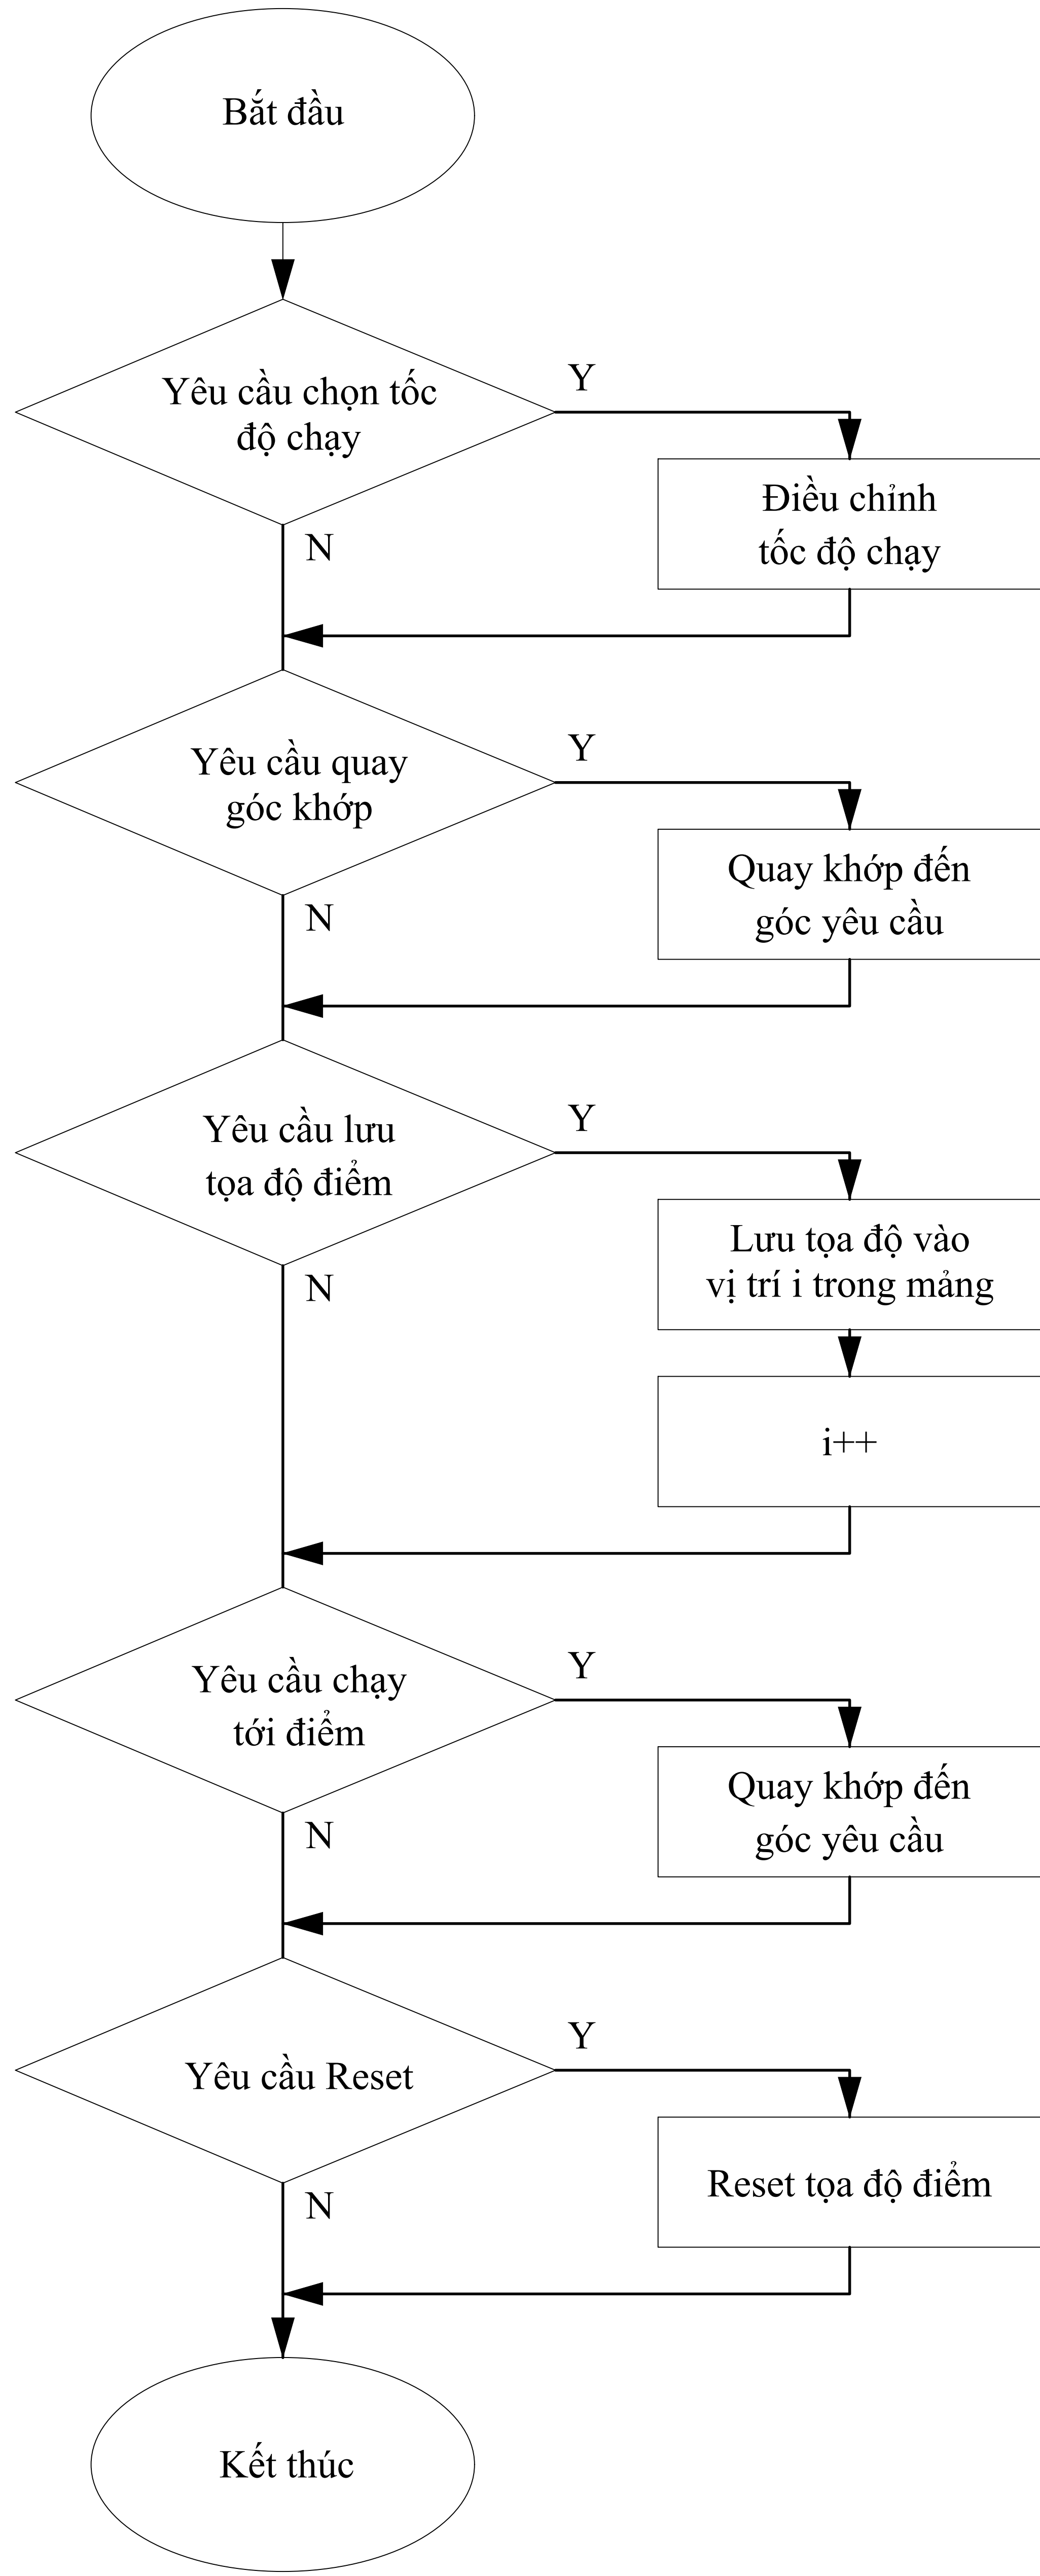 Bắt đầu
Yêu cầu chọn tốc
độ chạy
Y
Điều chỉnh
tốc độ chạy
N
Yêu cầu quay
góc khớp
Y
Quay khớp đến
góc yêu cầu
N
Yêu cầu lưu
tọa độ điểm
Y
Lưu tọa độ vào
vị trí i trong mảng
N
i++
Yêu cầu chạy
tới điểm
Y
Quay khớp đến
góc yêu cầu
N
Yêu cầu Reset
Y
Reset tọa độ điểm
N
Kết thúc